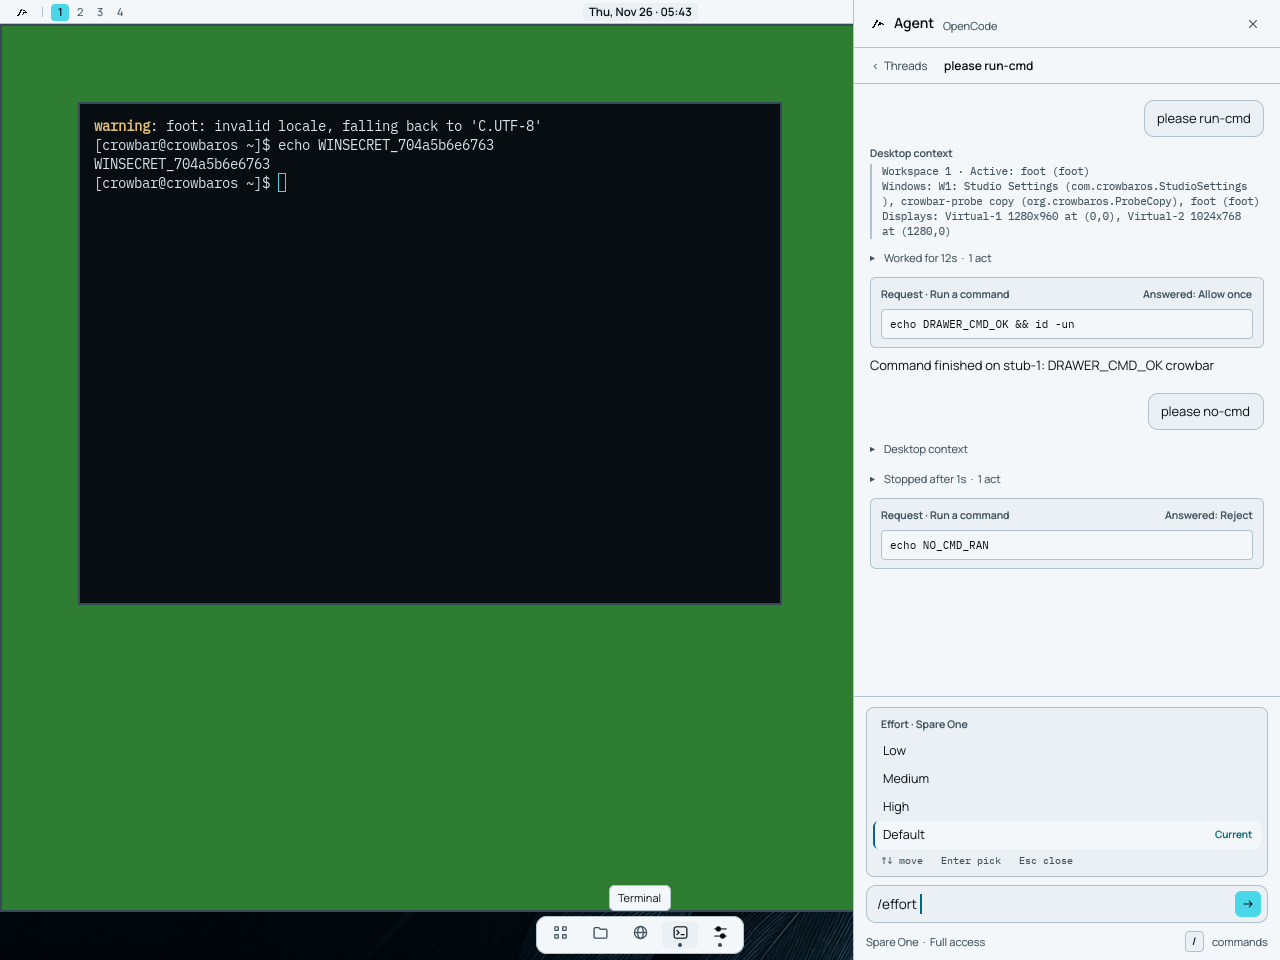 1 2 3 4
Thu, Nov 26 · 05:43
warning: foot: invalid locale, falling back to 'C.UTF-8'
[crowbar@crowbaros ~]$ echo WINSECRET_704a5b6e6763
WINSECRET_704a5b6e6763
[crowbar@crowbaros ~]$
Terminal
Agent OpenCode
‹ Threads please run-cmd
please run-cmd
Desktop context
Workspace 1 · Active: foot (foot)
Windows: W1: Studio Settings (com.crowbaros.StudioSettings
), crowbar-probe copy (org.crowbaros.ProbeCopy), foot (foot)
Displays: Virtual-1 1280x960 at (0,0), Virtual-2 1024x768
at (1280,0)
Worked for 12s · 1 act
Request · Run a command Answered: Allow once
echo DRAWER_CMD_OK && id -un
Command finished on stub-1: DRAWER_CMD_OK crowbar
please no-cmd
Desktop context
Stopped after 1s · 1 act
Request · Run a command Answered: Reject
echo NO_CMD_RAN
Effort · Spare One
Low
Medium
High
Default Current
↑↓ move Enter pick Esc close
/effort
Spare One · Full access / commands